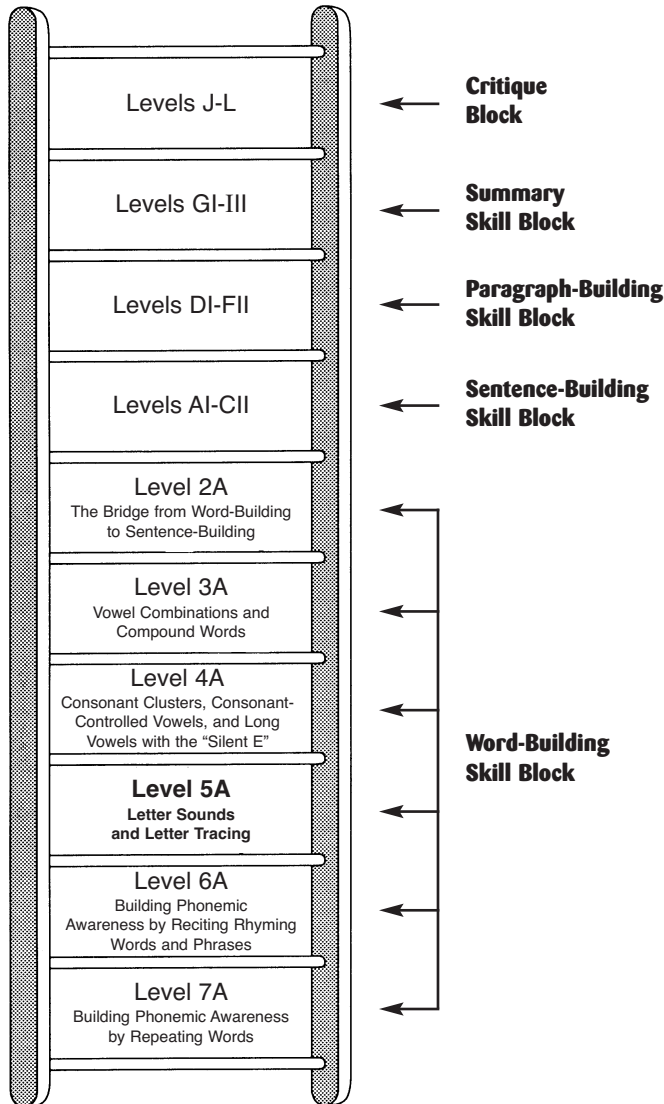 Levels J-L
Critique
Block
Levels GI-III
Summary
Skill Block
Levels DI-FII
Paragraph-Building
Skill Block
Levels AI-CII
Sentence-Building
Skill Block
Level 2A
The Bridge from Word-Building
to Sentence-Building
Level 3A
Vowel Combinations and
Compound Words
Level 4A
Consonant Clusters, Consonant-
Controlled Vowels, and Long
Vowels with the “Silent E”
Level 5A
Letter Sounds
and Letter Tracing
Level 6A
Building Phonemic
Awareness by Reciting Rhyming
Words and Phrases
Level 7A
Building Phonemic Awareness
by Repeating Words
Word-Building
Skill Block